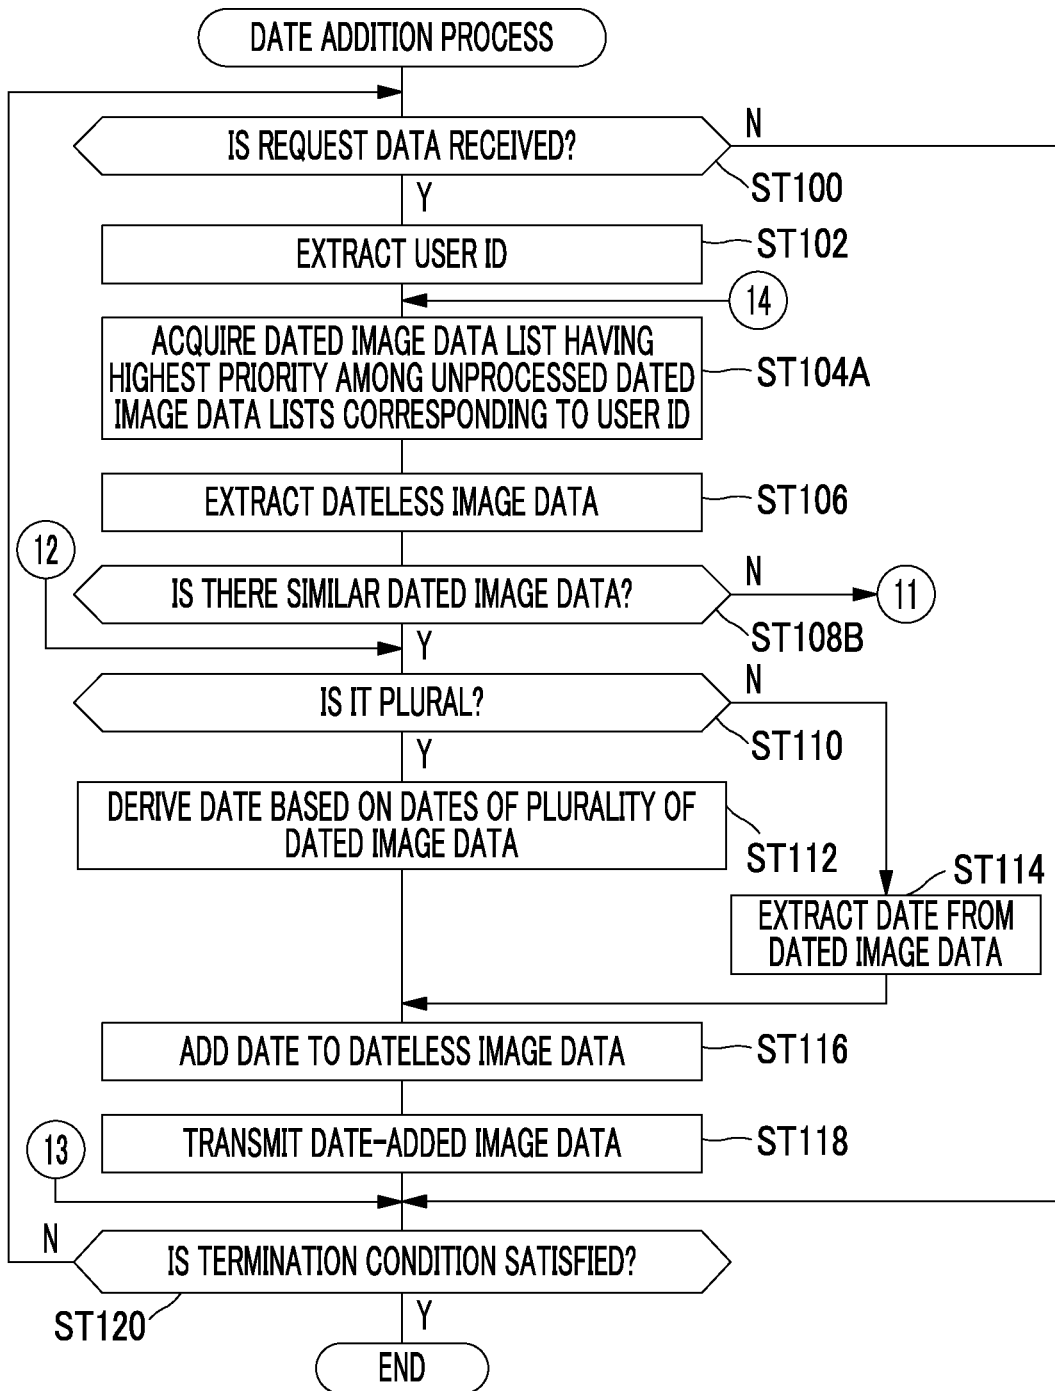 DATE ADDITION PROCESS
IS REQUEST DATA RECEIVED?
N
ST100
Y
EXTRACT USER ID
ST102
14
ACQUIRE DATED IMAGE DATA LIST HAVING
HIGHEST PRIORITY AMONG UNPROCESSED DATED
IMAGE DATA LISTS CORRESPONDING TO USER ID
ST104A
EXTRACT DATELESS IMAGE DATA
ST106
12
IS THERE SIMILAR DATED IMAGE DATA?
N
11
ST108B
Y
IS IT PLURAL?
N
ST110
Y
DERIVE DATE BASED ON DATES OF PLURALITY OF
DATED IMAGE DATA
ST112
ST114
EXTRACT DATE FROM
DATED IMAGE DATA
ADD DATE TO DATELESS IMAGE DATA
ST116
TRANSMIT DATE-ADDED IMAGE DATA
ST118
13
N
IS TERMINATION CONDITION SATISFIED?
ST120
Y
END